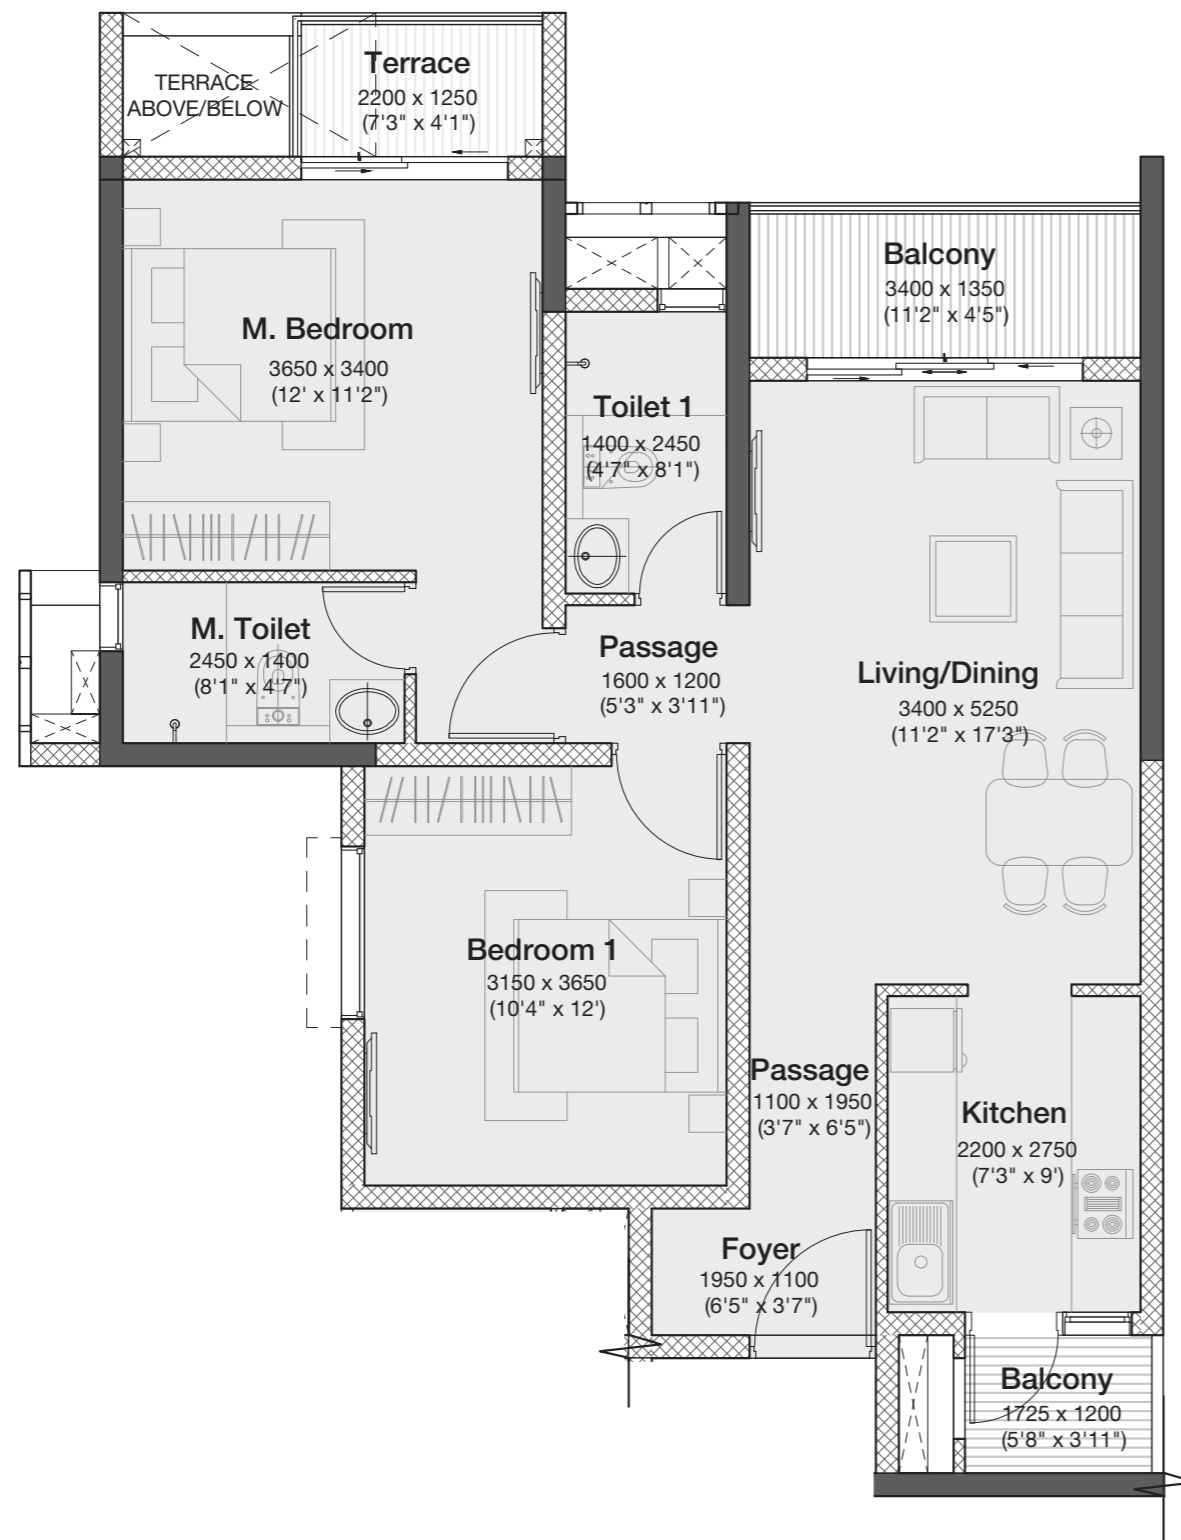 Terrace
2200 x 1250
(7'3" x 4'1")
TERRACE
ABOVE/BELOW
Balcony
3400 x 1350
(11'2" x 4'5")
M. Bedroom
3650 x 3400
(12' x 11'2")
Toilet 1
1400 x 2450
(4'7" x 8'1")
M. Toilet
2450 x 1400
(8'1" x 4'7")
Passage
1600 x 1200
(5'3" x 3'11")
Living/Dining
3400 x 5250
(11'2" x 17'3")
Bedroom 1
3150 x 3650
(10'4" x 12')
Passage
1100 x 1950
(3'7" x 6'5")
Kitchen
2200 x 2750
(7'3" x 9')
Foyer
1950 x 1100
(6'5" x 3'7")
Balcony
1725 x 1200
(5'8" x 3'11")